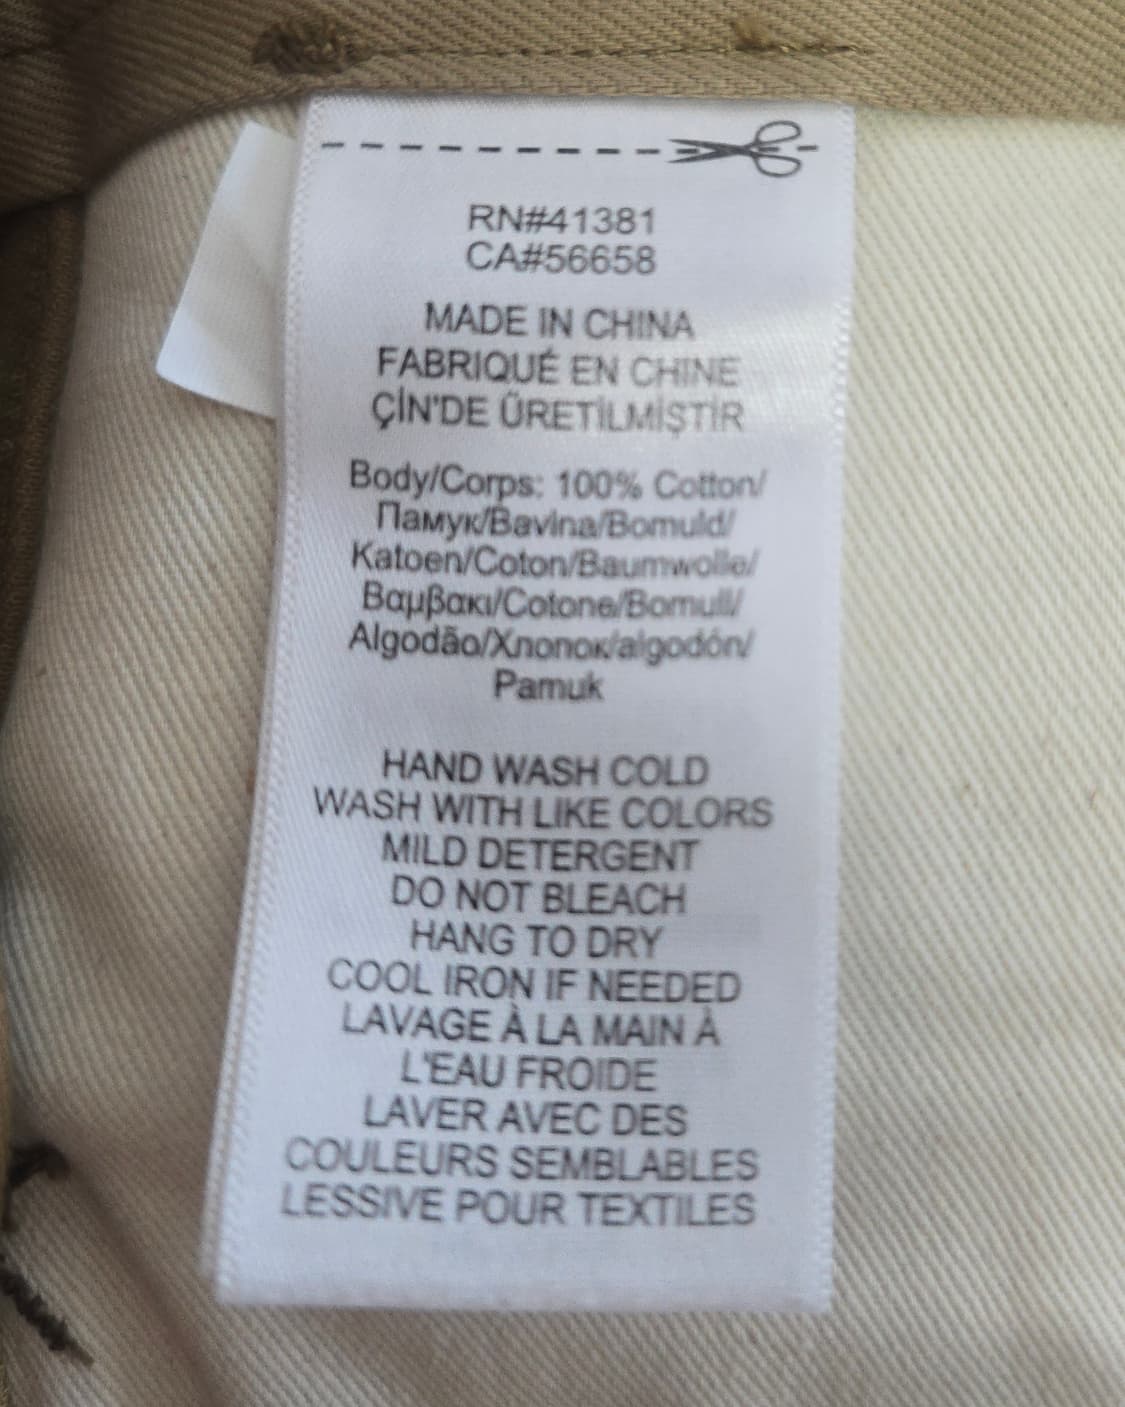 RN#41381
CA#56658
MADE IN CHINA
FABRIQUÉ EN CHINE
ÇİN'DE ÜRETİLMİŞTİR
Body/Corps: 100% Cotton/
Памук/Bavlna/Bomuld/
Katoen/Coton/Baumwolle/
Βαμβακι/Cotone/Bomull/
Algodão/Хлопок/algodón/
Pamuk
HAND WASH COLD
WASH WITH LIKE COLORS
MILD DETERGENT
DO NOT BLEACH
HANG TO DRY
COOL IRON IF NEEDED
LAVAGE À LA MAIN À
L'EAU FROIDE
LAVER AVEC DES
COULEURS SEMBLABLES
LESSIVE POUR TEXTILES